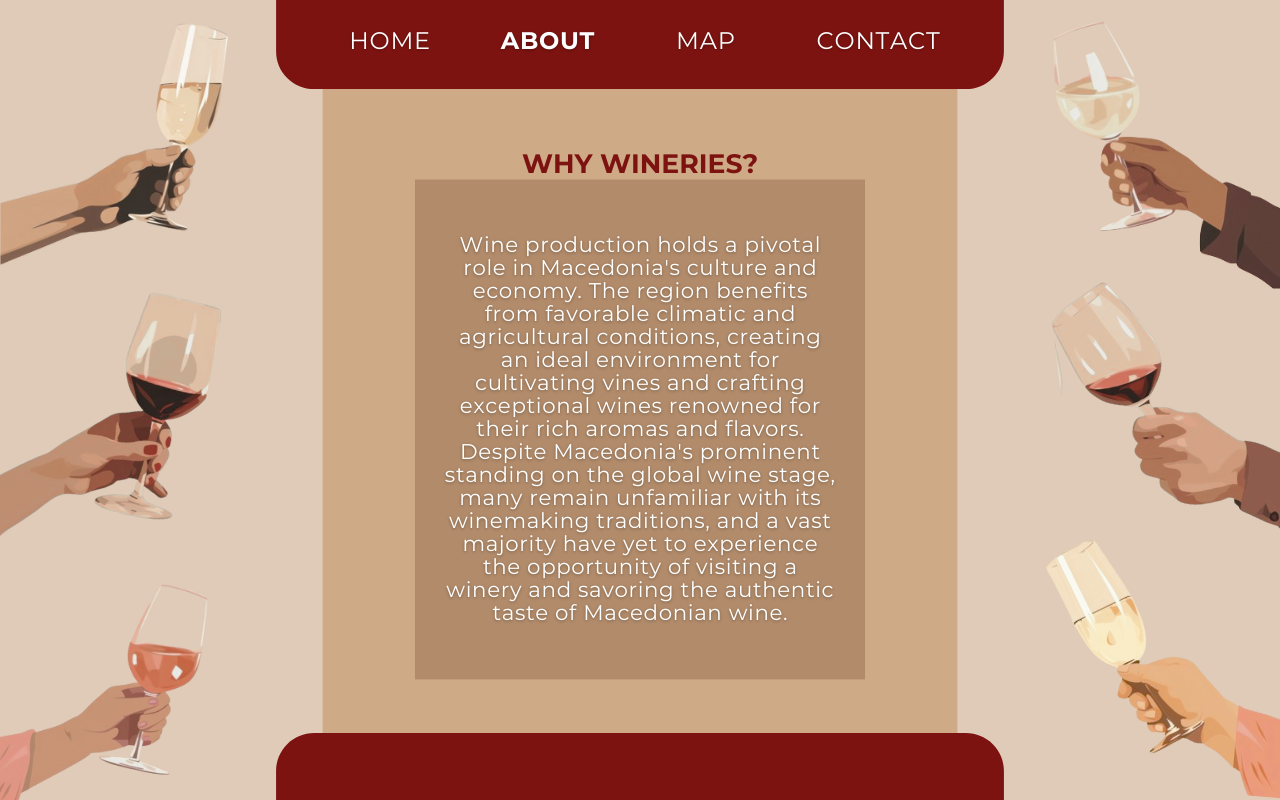 HOME ABOUT MAP CONTACT
WHY WINERIES?
Wine production holds a pivotal
role in Macedonia's culture and
economy. The region benefits
from favorable climatic and
agricultural conditions, creating
an ideal environment for
cultivating vines and crafting
exceptional wines renowned for
their rich aromas and flavors.
Despite Macedonia's prominent
standing on the global wine stage,
many remain unfamiliar with its
winemaking traditions, and a vast
majority have yet to experience
the opportunity of visiting a
winery and savoring the authentic
taste of Macedonian wine.